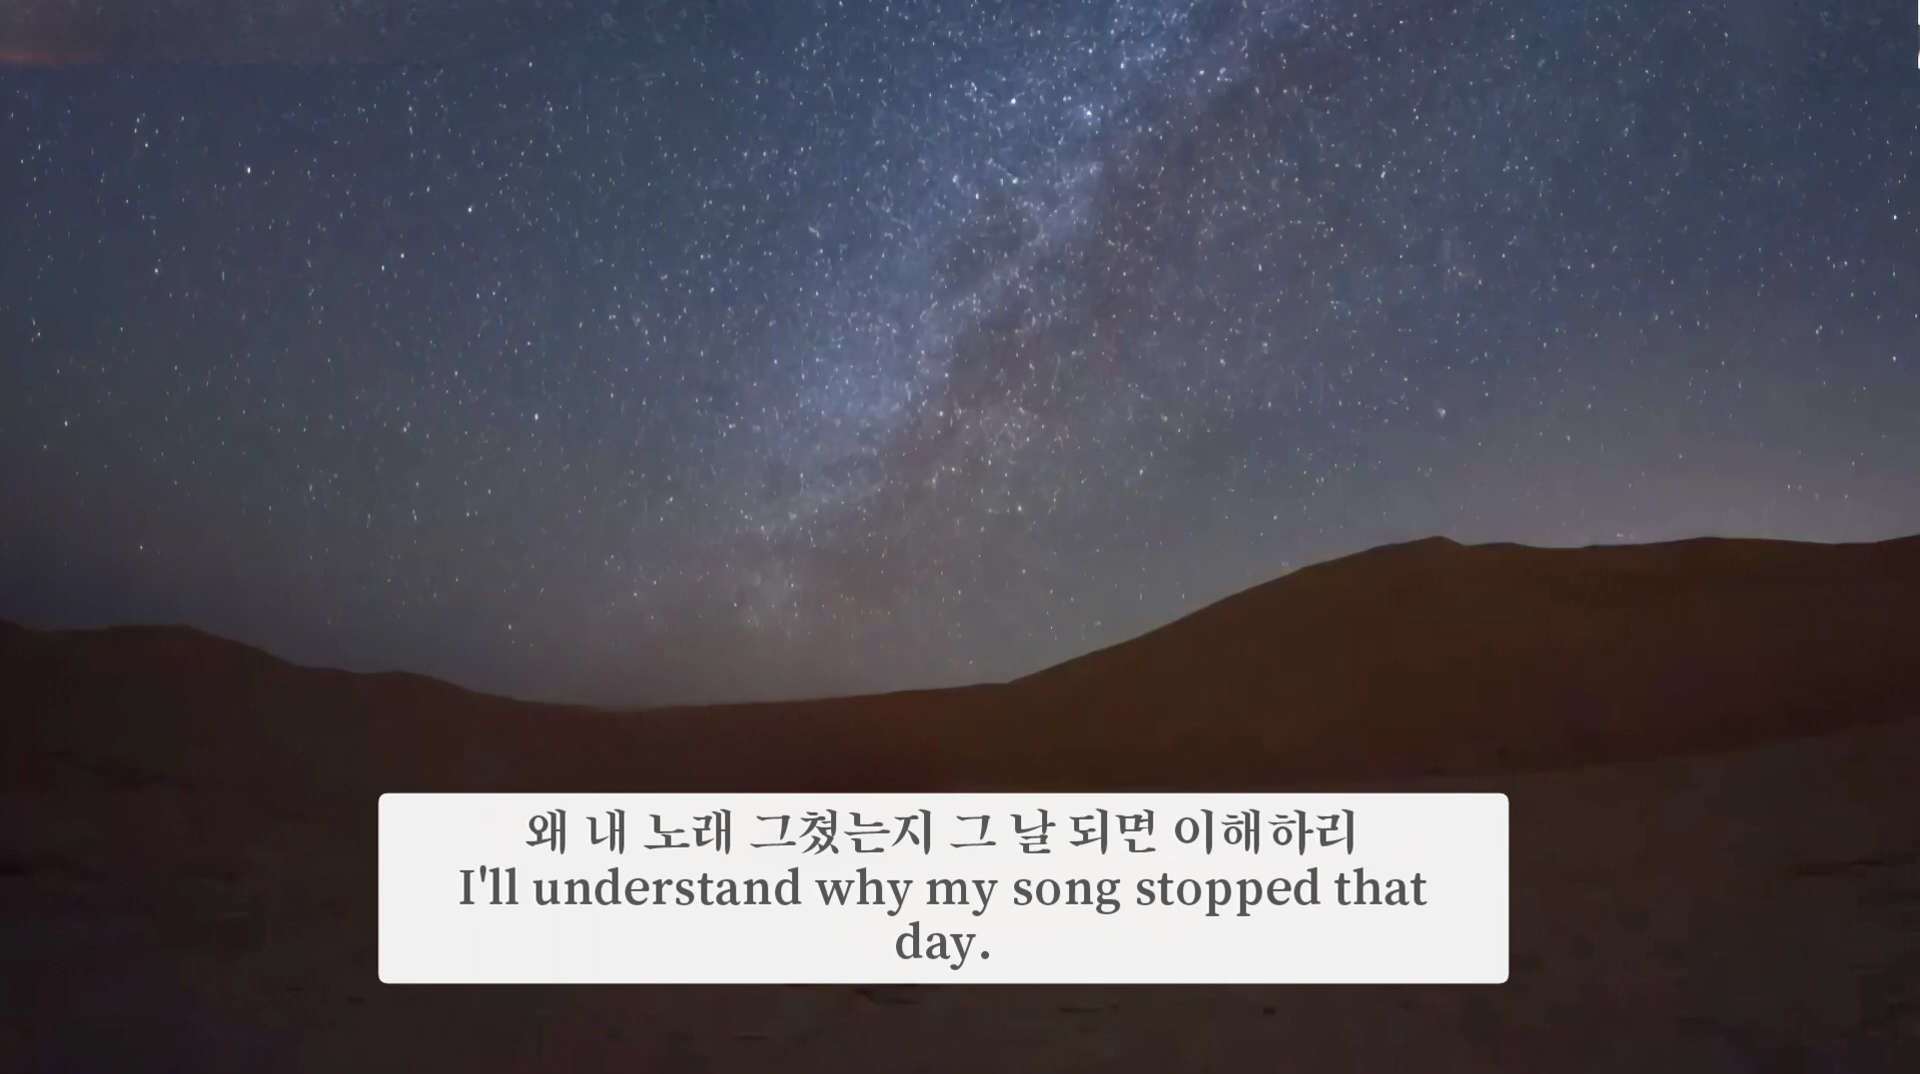 왜 내 노래 그쳤는지 그 날 되면 이해하리
I'll understand why my song stopped that
day.